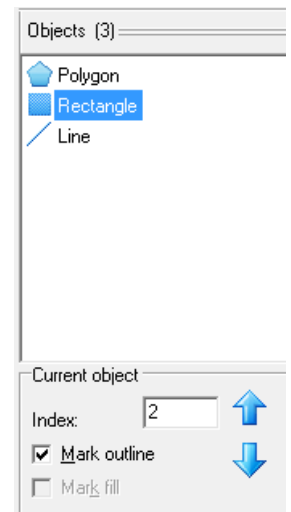 Objects (3)
Polygon
Rectangle
Line
Current object
Index: 2
Mark outline
Mark fill